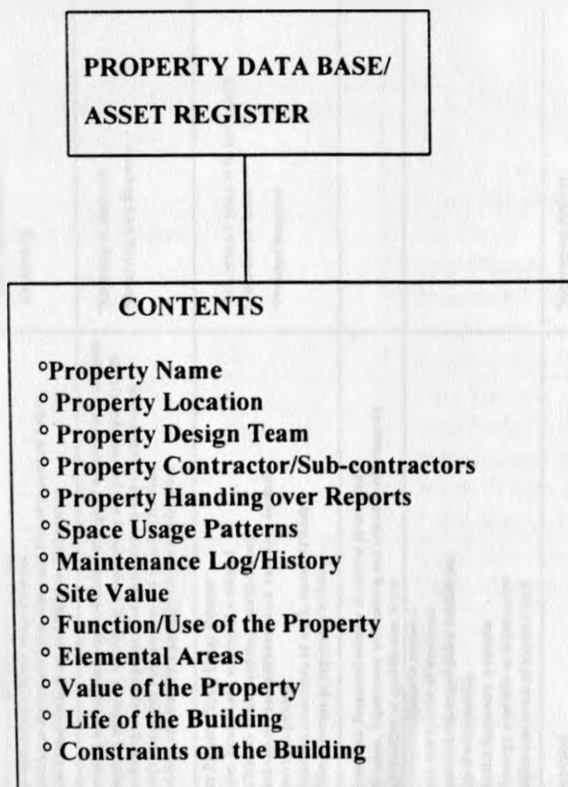 PROPERTY DATA BASE/
ASSET REGISTER
CONTENTS
°Property Name
° Property Location
° Property Design Team
° Property Contractor/Sub-contractors
° Property Handing over Reports
° Space Usage Patterns
° Maintenance Log/History
° Site Value
° Function/Use of the Property
° Elemental Areas
° Value of the Property
° Life of the Building
° Constraints on the Building